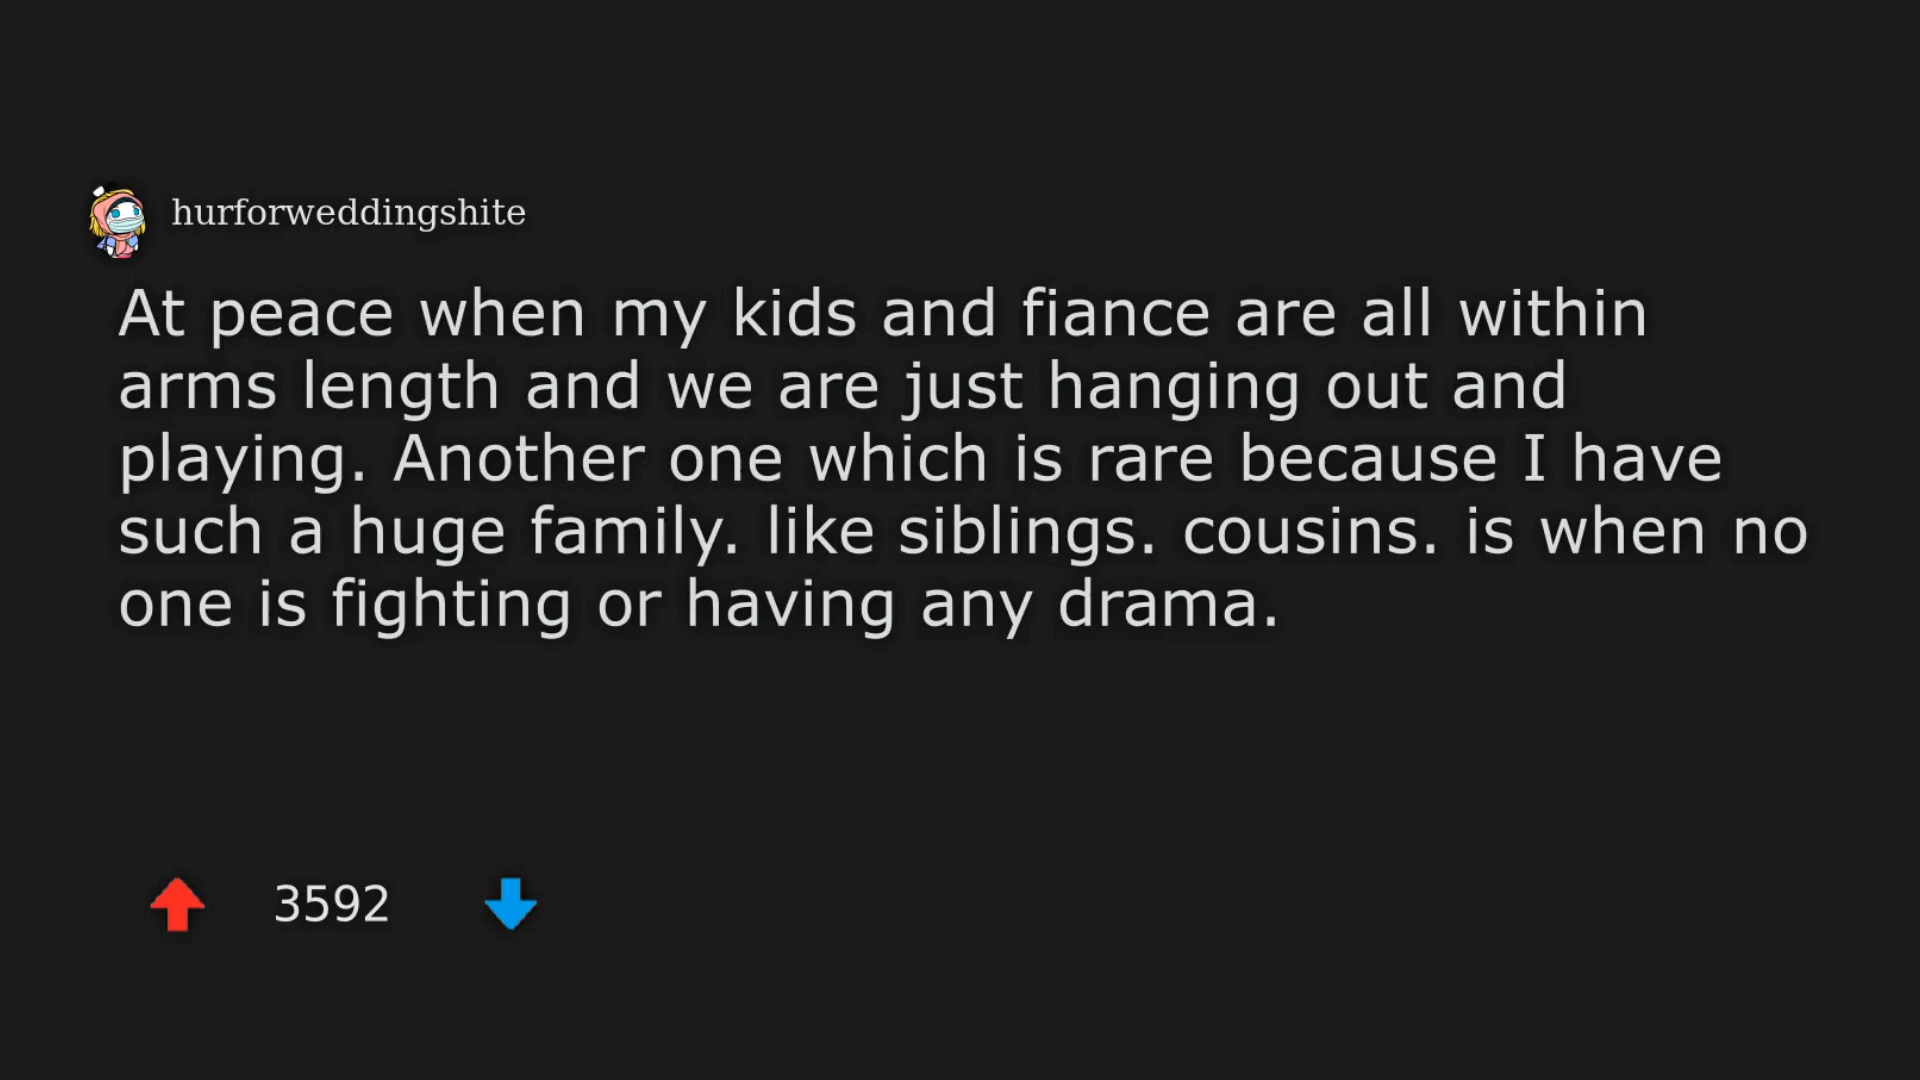 hurforweddingshite
At peace when my kids and fiance are all within
arms length and we are just hanging out and
playing. Another one which is rare because I have
such a huge family. like siblings. cousins. is when no
one is fighting or having any drama.
3592